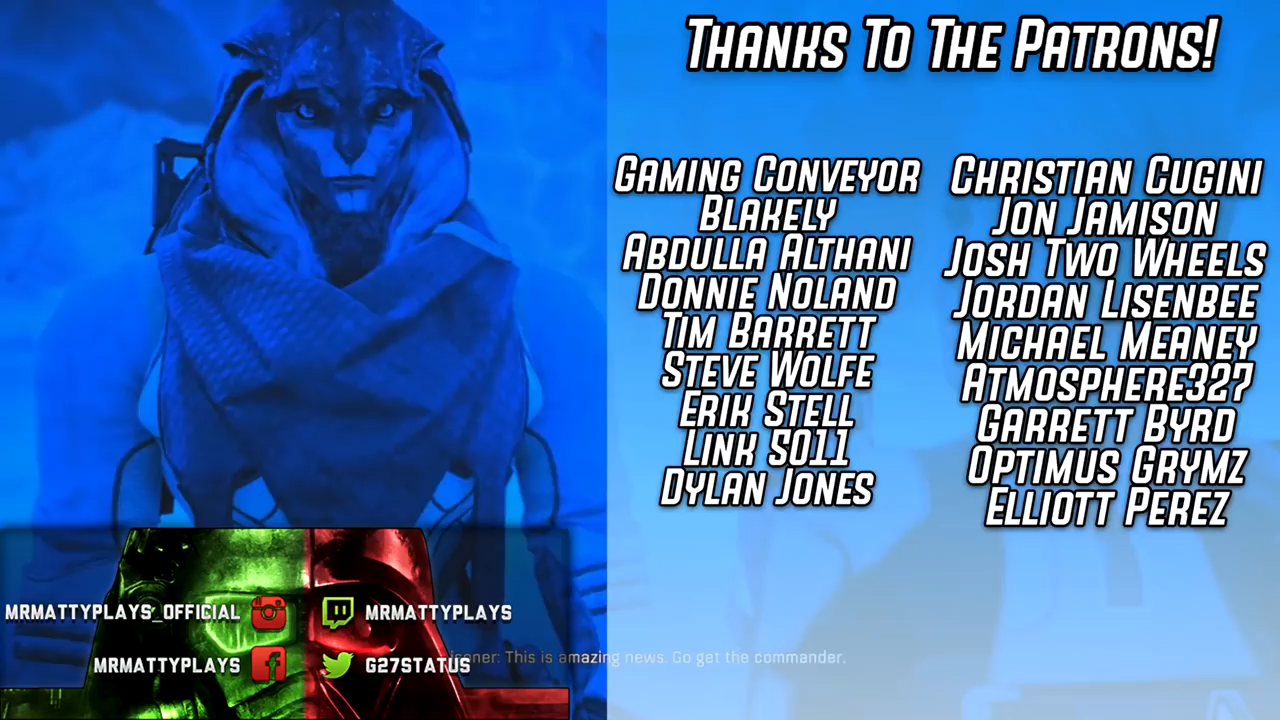 THANKS TO THE PATRONS!
GAMING CONVEYOR
BLAKELY
ABDULLA ALTHANI
DONNIE NOLAND
TIM BARRETT
STEVE WOLFE
ERIK STELL
LINK SO11
DYLAN JONES
CHRISTIAN CUGINI
JON JAMISON
JOSH TWO WHEELS
JORDAN LISENBEE
MICHAEL MEANEY
ATMOSPHERE327
GARRETT BYRD
OPTIMUS GRYMZ
ELLIOTT PEREZ
MRMATTYPLAYS_OFFICIAL
MRMATTYPLAYS
MRMATTYPLAYS
G27STATUS
This is amazing news. Go get the commander.